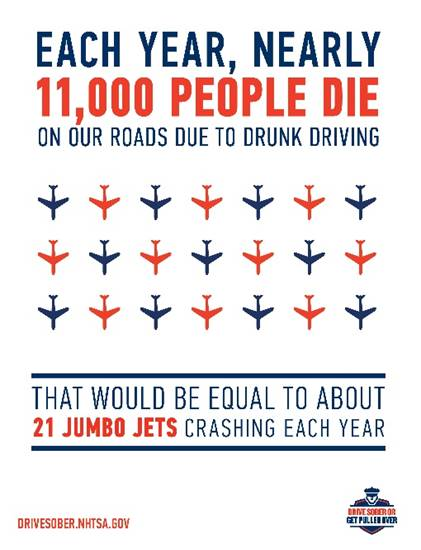 EACH YEAR, NEARLY
11,000 PEOPLE DIE
ON OUR ROADS DUE TO DRUNK DRIVING
THAT WOULD BE EQUAL TO ABOUT
21 JUMBO JETS CRASHING EACH YEAR
DRIVESOBER.NHTSA.GOV
DRIVE SOBER OR
GET PULLED OVER